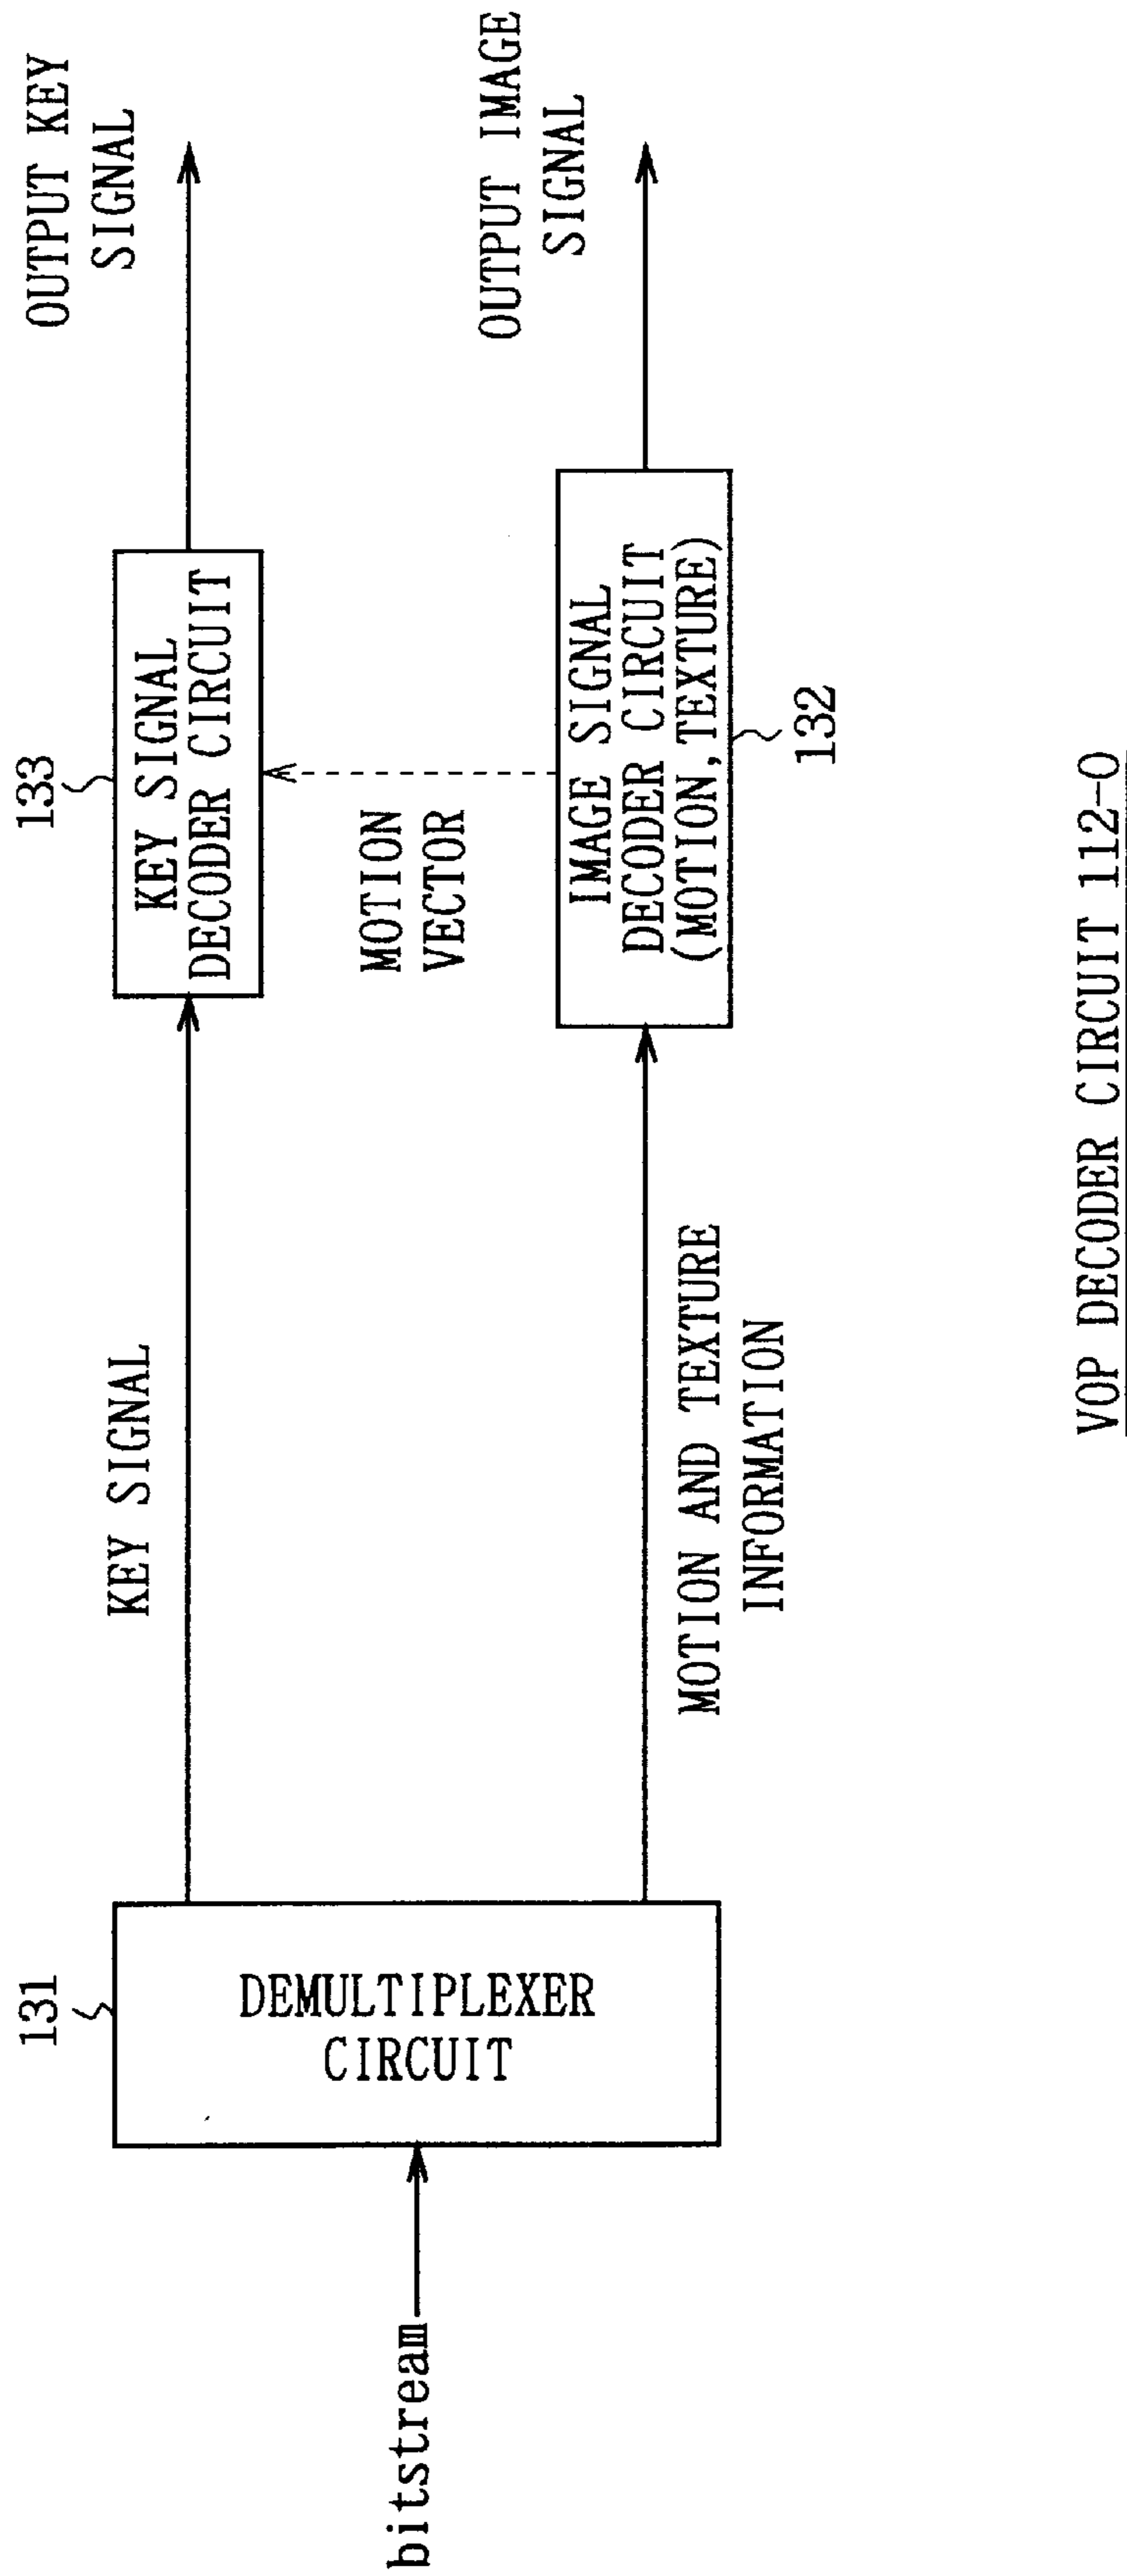 OUTPUT KEY
SIGNAL
133
KEY SIGNAL
DECODER CIRCUIT
KEY SIGNAL
131
DEMULTIPLEXER
CIRCUIT
bitstream
MOTION
VECTOR
OUTPUT IMAGE
SIGNAL
IMAGE SIGNAL
DECODER CIRCUIT
(MOTION, TEXTURE)
132
MOTION AND TEXTURE
INFORMATION
VOP DECODER CIRCUIT 112-0